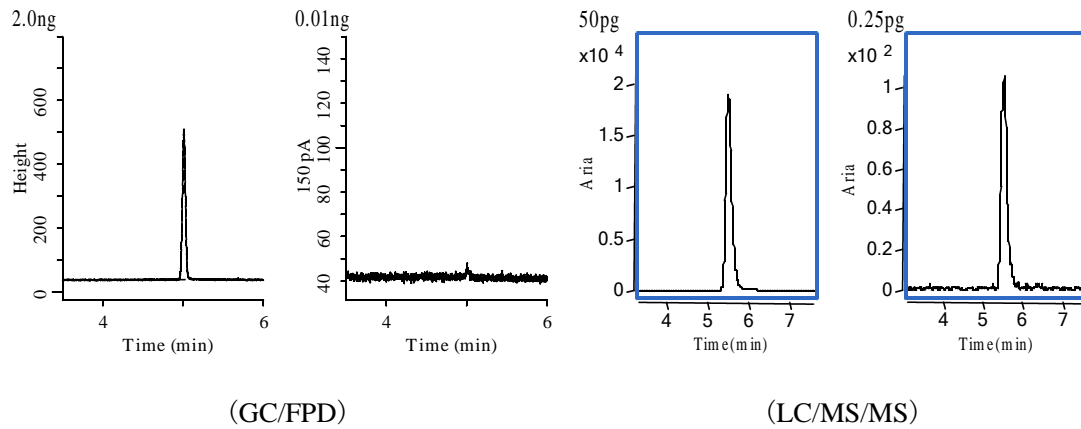 2.0ng
Height
0
200
400
600
4
6
Time (min)
0.01ng
150 pA
40
60
80
100
120
140
4
6
Time (min)
50pg
x10 4
Aria
2
1.5
1
0.5
0
4 5 6 7
Time(min)
0.25pg
x10 2
Aria
1
0.8
0.6
0.4
0.2
0
4 5 6 7
Time(min)
(GC/FPD)
(LC/MS/MS)